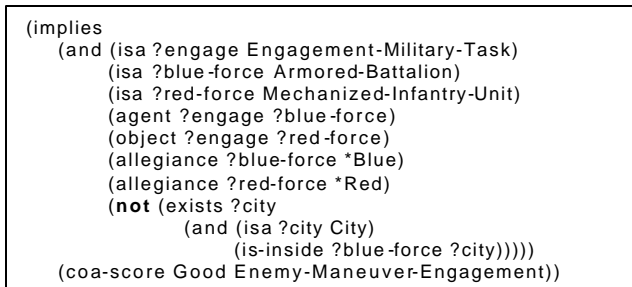 (implies
(and (isa ?engage Engagement-Military-Task)
(isa ?blue-force Armored-Battalion)
(isa ?red-force Mechanized-Infantry-Unit)
(agent ?engage ?blue-force)
(object ?engage ?red-force)
(allegiance ?blue-force *Blue)
(allegiance ?red-force *Red)
(not (exists ?city
(and (isa ?city City)
(is-inside ?blue-force ?city)))))
(coa-score Good Enemy-Maneuver-Engagement))